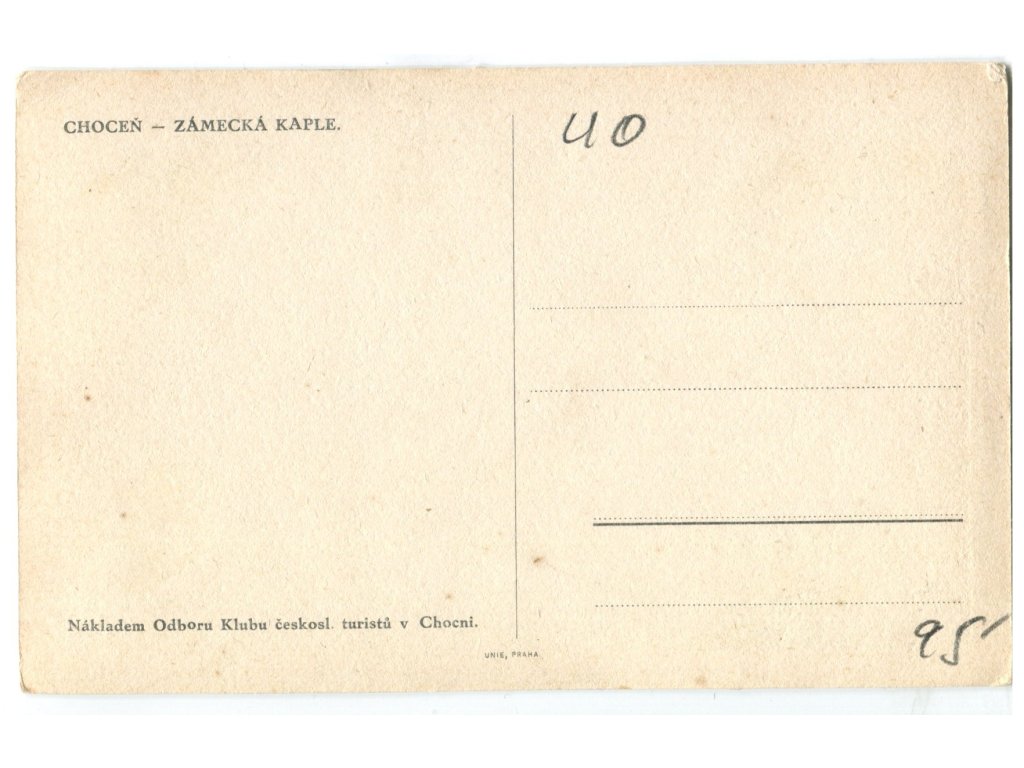 CHOCEŇ — ZÁMECKÁ KAPLE.
40
Nákladem Odboru Klubu českosl. turistů v Chocni.
UNIE, PRAHA
95